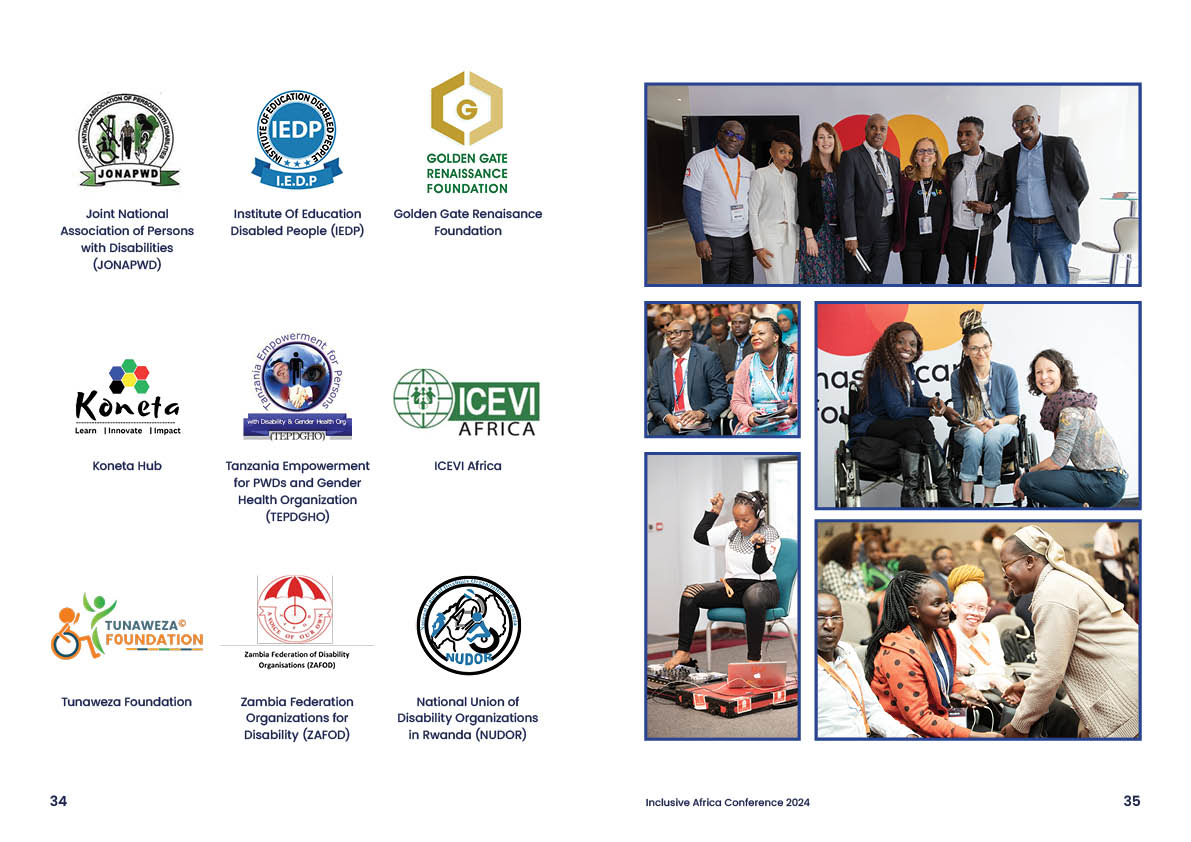 JOINT NATIONAL ASSOCIATION OF PERSONS WITH DISABILITIES
JONAPWD
INSTITUTE OF EDUCATION DISABLED PEOPLE
IEDP
I.E.D.P
G
GOLDEN GATE
RENAISSANCE
FOUNDATION
Joint National
Association of Persons
with Disabilities
(JONAPWD)
Institute Of Education
Disabled People (IEDP)
Golden Gate Renaisance
Foundation
Koneta
Learn | Innovate | Impact
Tanzania Empowerment for Persons
with Disability & Gender Health Org
(TEPDGHO)
ICEVI
AFRICA
Koneta Hub
Tanzania Empowerment
for PWDs and Gender
Health Organization
(TEPDGHO)
ICEVI Africa
TUNAWEZA©
FOUNDATION
A VOICE OF OUR OWN
Zambia Federation of Disability
Organisations (ZAFOD)
NUDOR
Tunaweza Foundation
Zambia Federation
Organizations for
Disability (ZAFOD)
National Union of
Disability Organizations
in Rwanda (NUDOR)
34
Inclusive Africa Conference 2024
35